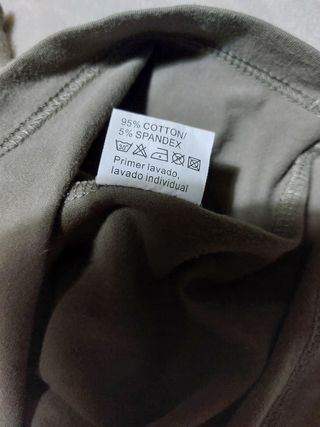 95% COTTON/
5% SPANDEX
Primer lavado,
lavado individual